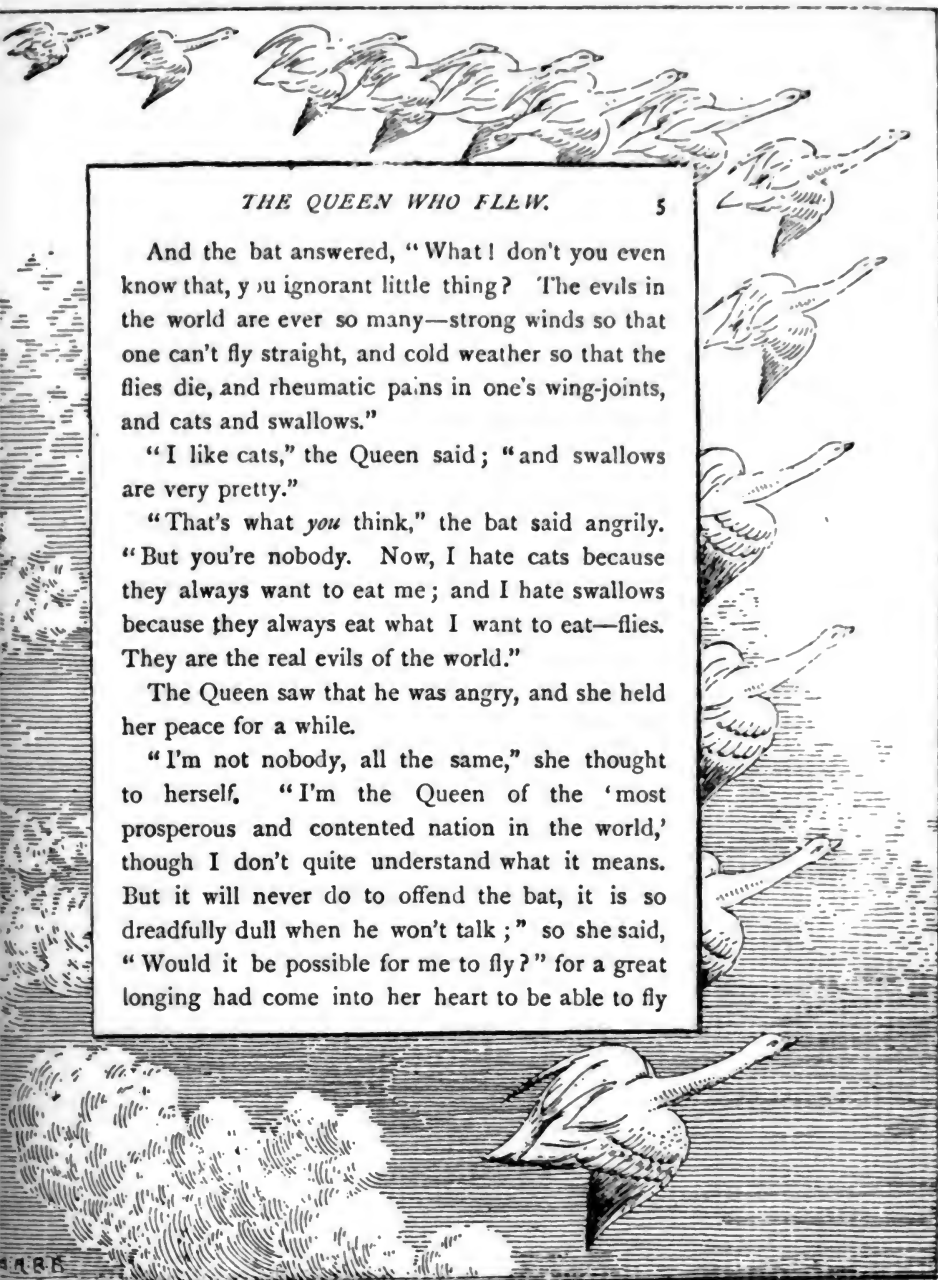 THE QUEEN WHO FLEW. 5
And the bat answered, “What! don't you even
know that, you ignorant little thing? The evils in
the world are ever so many—strong winds so that
one can't fly straight, and cold weather so that the
flies die, and rheumatic pains in one's wing-joints,
and cats and swallows.”
“I like cats,” the Queen said; “and swallows
are very pretty.”
“That's what you think,” the bat said angrily.
“But you're nobody. Now, I hate cats because
they always want to eat me; and I hate swallows
because they always eat what I want to eat—flies.
They are the real evils of the world.”
The Queen saw that he was angry, and she held
her peace for a while.
“I'm not nobody, all the same,” she thought
to herself. “I'm the Queen of the ‘most
prosperous and contented nation in the world,’
though I don't quite understand what it means.
But it will never do to offend the bat, it is so
dreadfully dull when he won't talk;” so she said,
“Would it be possible for me to fly?” for a great
longing had come into her heart to be able to fly